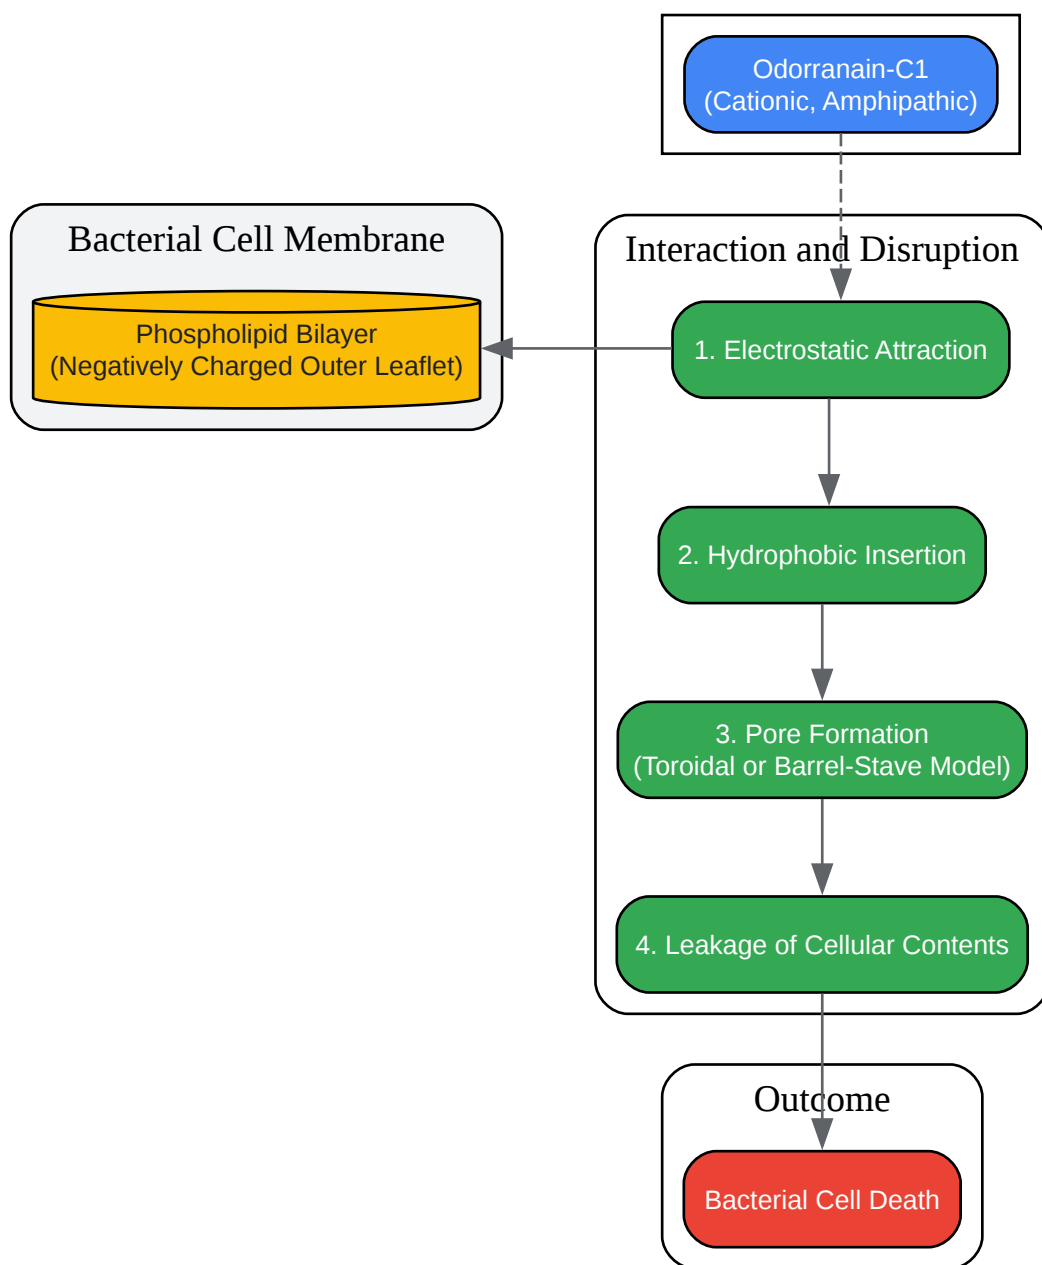 Odorranain-C1
(Cationic, Amphipathic)
Bacterial Cell Membrane
Phospholipid Bilayer
(Negatively Charged Outer Leaflet)
Interaction and Disruption
1. Electrostatic Attraction
2. Hydrophobic Insertion
3. Pore Formation
(Toroidal or Barrel-Stave Model)
4. Leakage of Cellular Contents
Outcome
Bacterial Cell Death